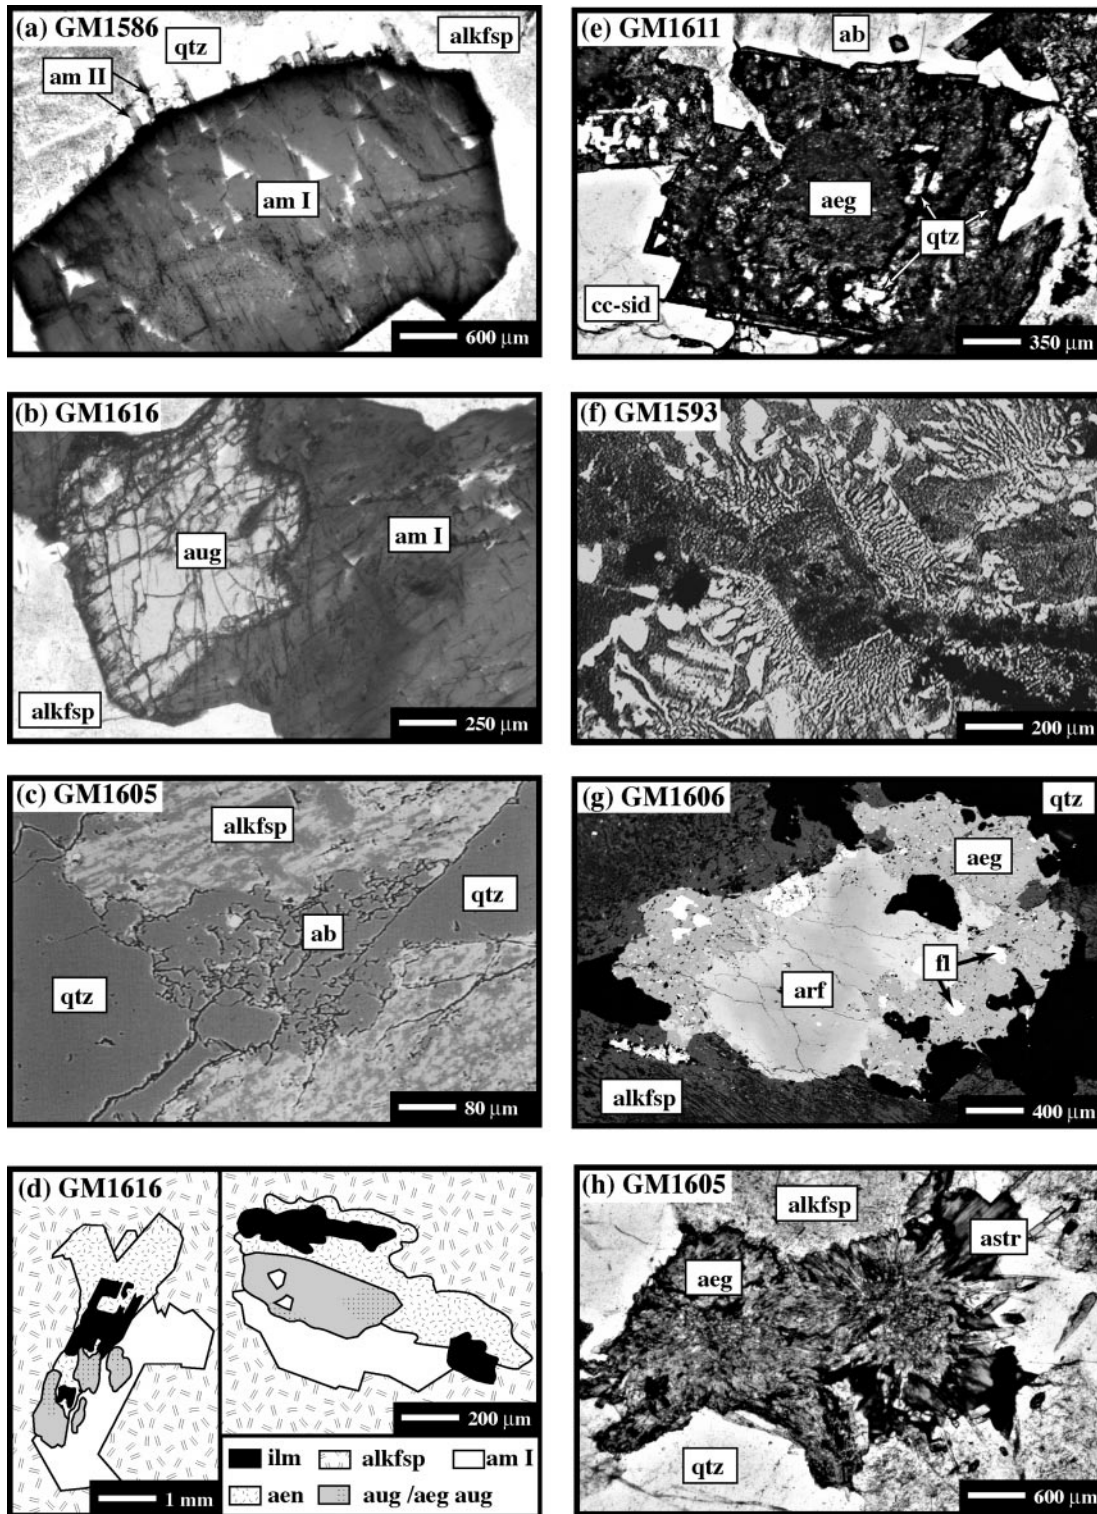 (a) GM1586
qtz
alkfsp
am II
am I
600 µm
(b) GM1616
aug
am I
alkfsp
250 µm
(c) GM1605
alkfsp
qtz
ab
qtz
80 µm
(d) GM1616
1 mm
200 µm
ilm
alkfsp
am I
aen
aug /aeg aug
(e) GM1611
ab
aeg
qtz
cc-sid
350 µm
(f) GM1593
200 µm
(g) GM1606
qtz
aeg
fl
arf
alkfsp
400 µm
(h) GM1605
alkfsp
astr
aeg
qtz
600 µm